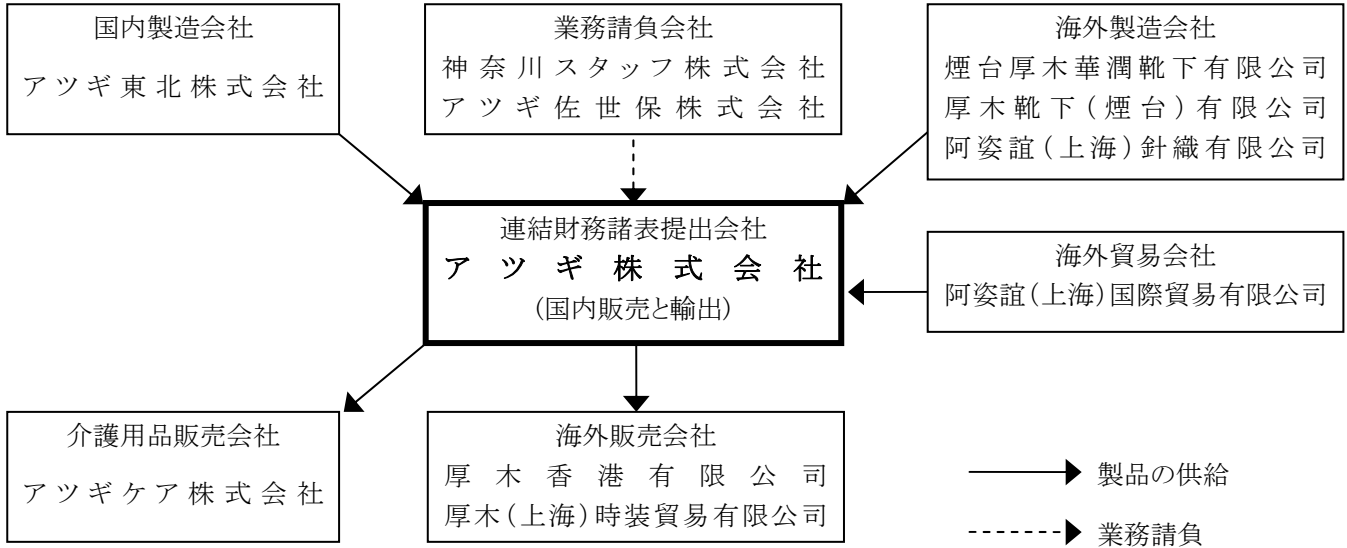 国内製造会社
アツギ東北株式会社
業務請負会社
神奈川スタッフ株式会社
アツギ佐世保株式会社
海外製造会社
煙台厚木華潤靴下有限公司
厚木靴下(煙台)有限公司
阿姿誼(上海)針織有限公司
連結財務諸表提出会社
アツギ株式会社
(国内販売と輸出)
海外貿易会社
阿姿誼(上海)国際貿易有限公司
介護用品販売会社
アツギケア株式会社
海外販売会社
厚木香港有限公司
厚木(上海)時装貿易有限公司
製品の供給
業務請負